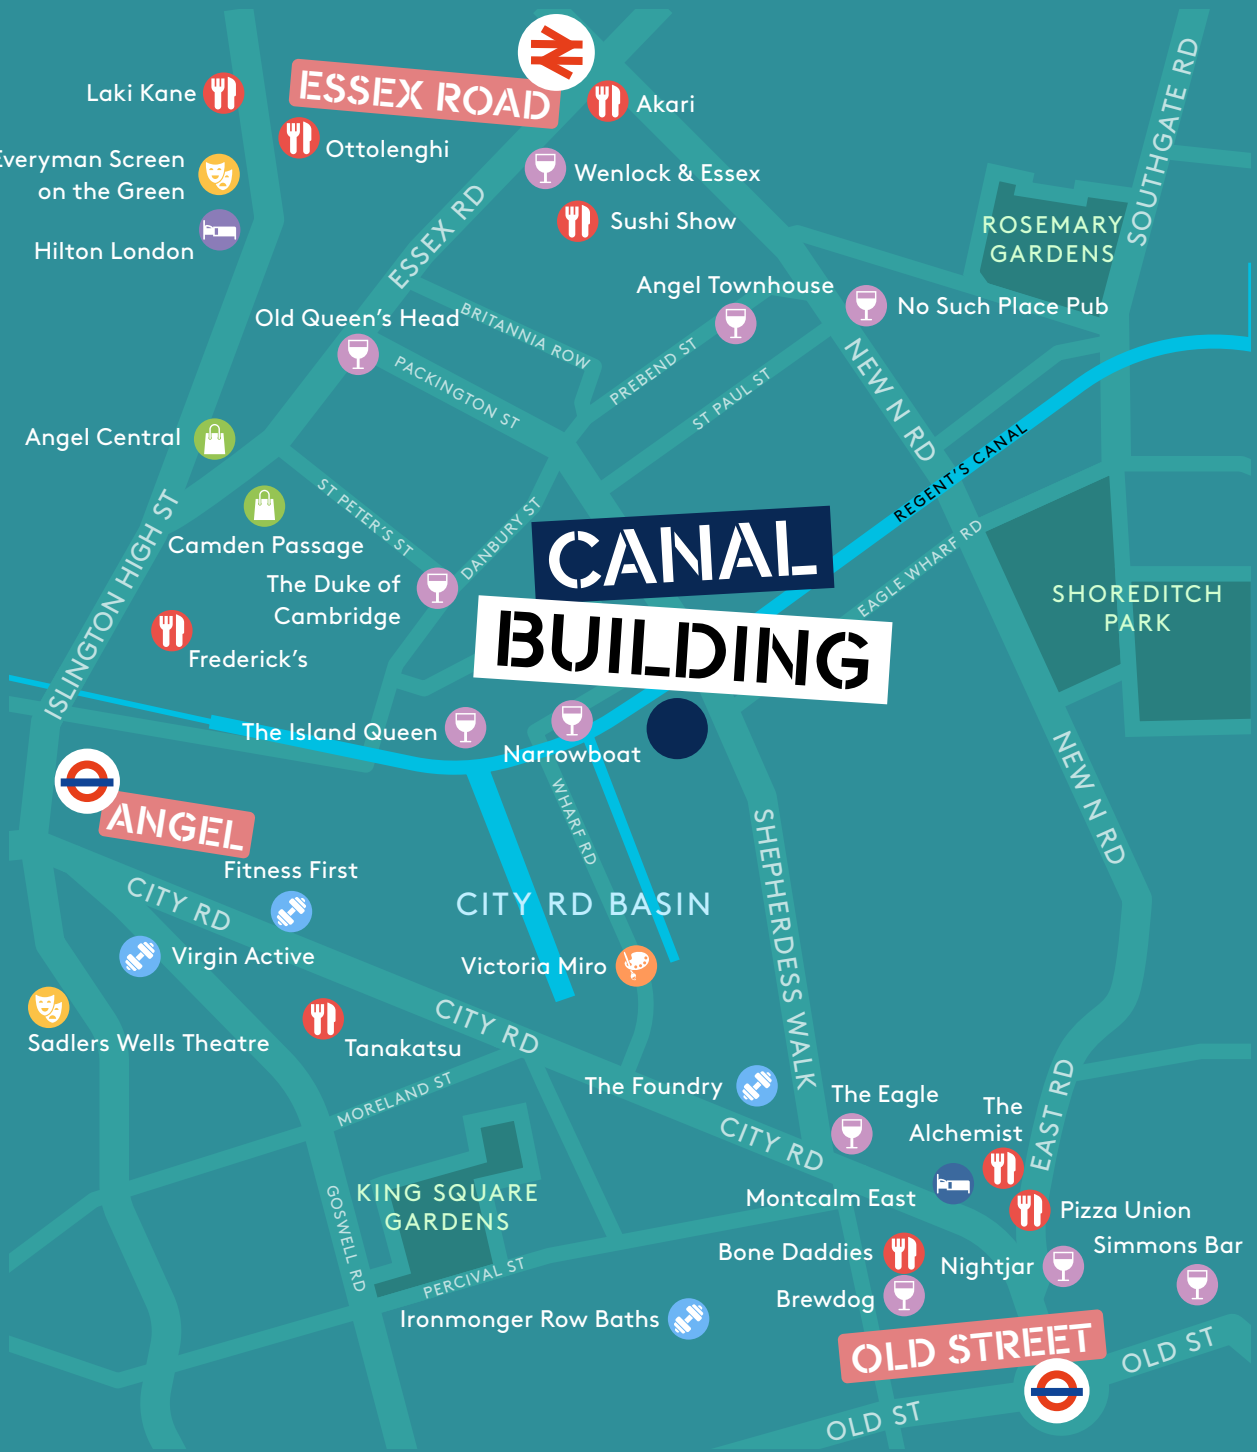 ESSEX ROAD
Laki Kane
Akari
Ottolenghi
Everyman Screen
on the Green
Wenlock & Essex
Hilton London
Sushi Show
ESSEX RD
SOUTHGATE RD
ROSEMARY
GARDENS
Angel Townhouse
No Such Place Pub
Old Queen's Head
BRITANNIA ROW
PACKINGTON ST
PREBEND ST
ST PAUL ST
NEW N RD
Angel Central
REGENT'S CANAL
Camden Passage
ST PETER'S ST
DANBURY ST
ISLINGTON HIGH ST
CANAL
BUILDING
The Duke of
Cambridge
EAGLE WHARF RD
SHOREDITCH
PARK
Frederick's
The Island Queen
Narrowboat
ANGEL
WHARF RD
NEW N RD
Fitness First
CITY RD
SHEPHERDESS WALK
CITY RD BASIN
Virgin Active
Victoria Miro
Sadlers Wells Theatre
Tanakatsu
CITY RD
MORELAND ST
The Foundry
The Eagle
The
Alchemist
EAST RD
CITY RD
KING SQUARE
GARDENS
GOSWELL RD
Montcalm East
Pizza Union
Bone Daddies
Nightjar
Simmons Bar
PERCIVAL ST
Brewdog
Ironmonger Row Baths
OLD STREET
OLD ST
OLD ST